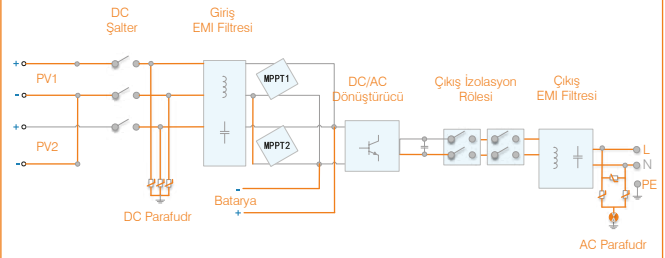 DC
Şalter
Giriş
EMI Filtresi
+
PV1
-
+
PV2
-
MPPT1
MPPT2
DC/AC
Dönüştürücü
Çıkış İzolasyon
Rölesi
Çıkış
EMI Filtresi
L
N
PE
-
Batarya
+
DC Parafudr
AC Parafudr